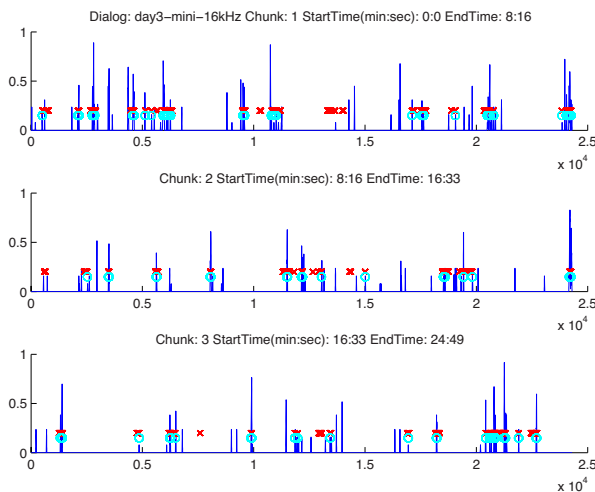 Dialog: day3-mini-16kHz Chunk: 1 StartTime(min:sec): 0:0 EndTime: 8:16
1
0.5
0
0 0.5 1 1.5 2 2.5
x 10^4
Chunk: 2 StartTime(min:sec): 8:16 EndTime: 16:33
1
0.5
0
0 0.5 1 1.5 2 2.5
x 10^4
Chunk: 3 StartTime(min:sec): 16:33 EndTime: 24:49
1
0.5
0
0 0.5 1 1.5 2 2.5
x 10^4